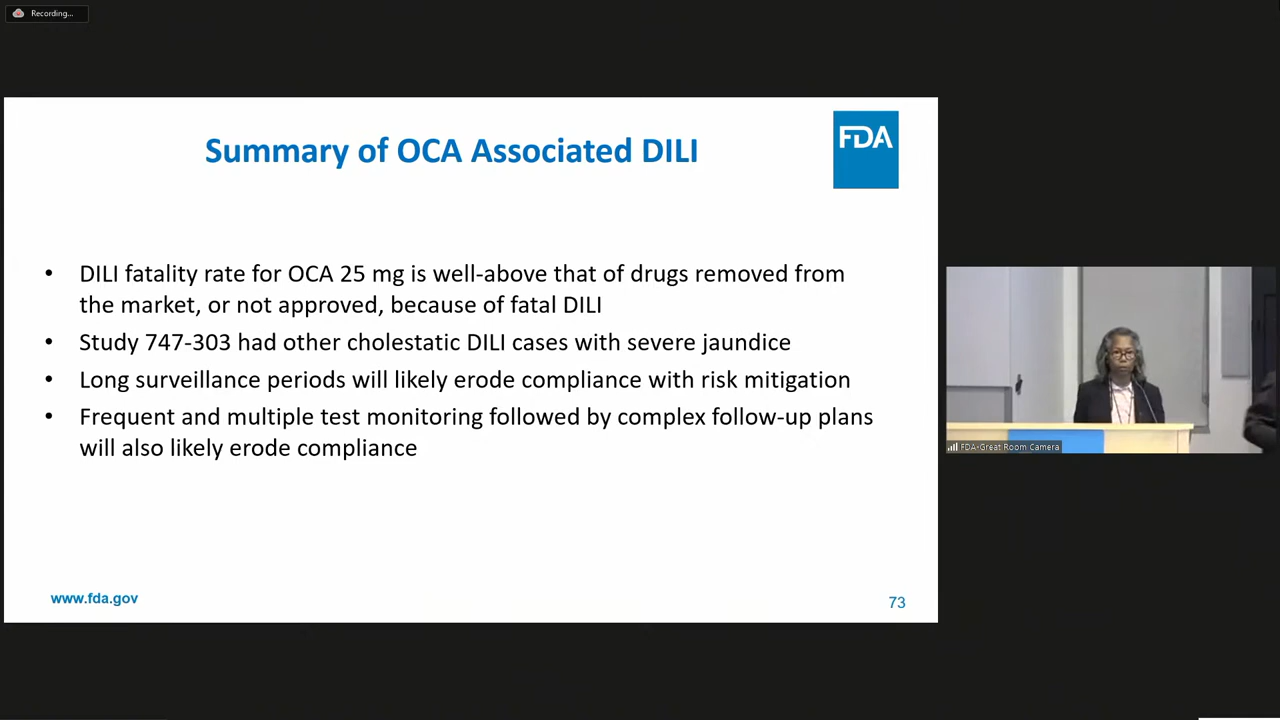 Recording...
Summary of OCA Associated DILI
FDA
• DILI fatality rate for OCA 25 mg is well-above that of drugs removed from
the market, or not approved, because of fatal DILI
• Study 747-303 had other cholestatic DILI cases with severe jaundice
• Long surveillance periods will likely erode compliance with risk mitigation
• Frequent and multiple test monitoring followed by complex follow-up plans
will also likely erode compliance
www.fda.gov
73
FDA-Great Room Camera